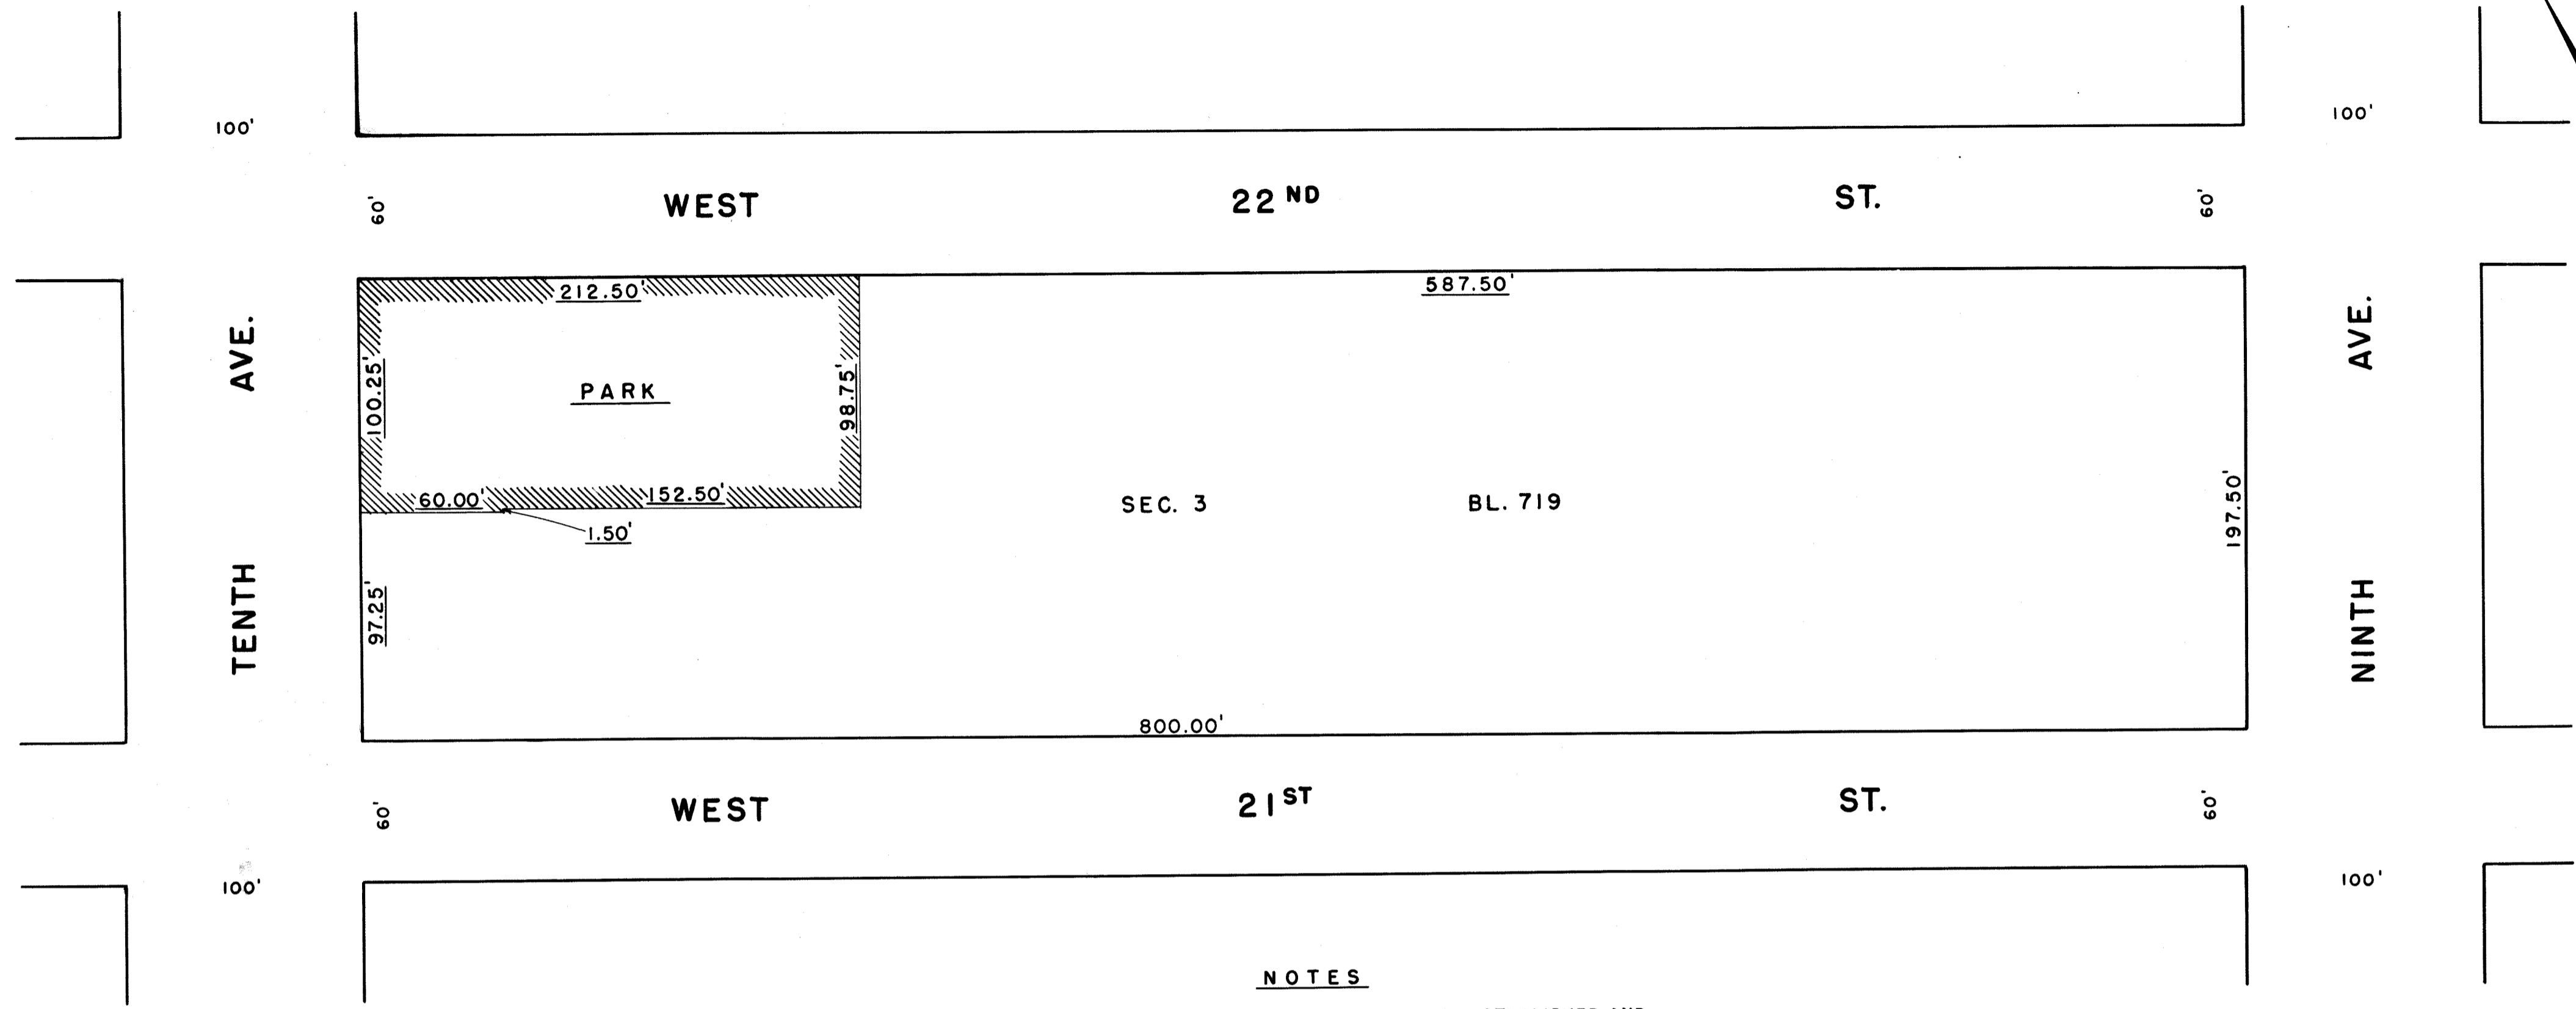 100'
100'
60'
WEST 22ND ST.
60'
212.50'
587.50'
TENTH AVE.
100.25'
PARK
98.75'
NINTH AVE.
60.00'
152.50'
1.50'
SEC. 3
BL. 719
197.50'
97.25'
800.00'
60'
WEST 21ST ST.
60'
100'
100'
NOTES